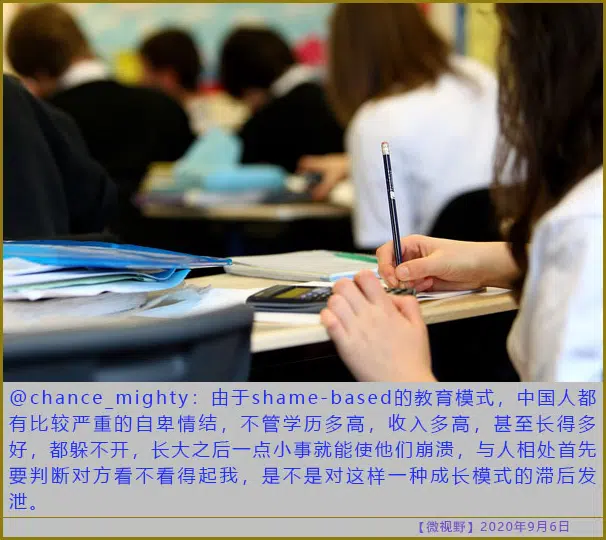 @chance_mighty：由于shame-based的教育模式，中国人都
有比较严重的自卑情结，不管学历多高，收入多高，甚至长得多
好，都躲不开，长大之后一点小事就能使他们崩溃，与人相处首先
要判断对方看不看得起我，是不是对这样一种成长模式的滞后发
泄。
【微视野】2020年9月6日